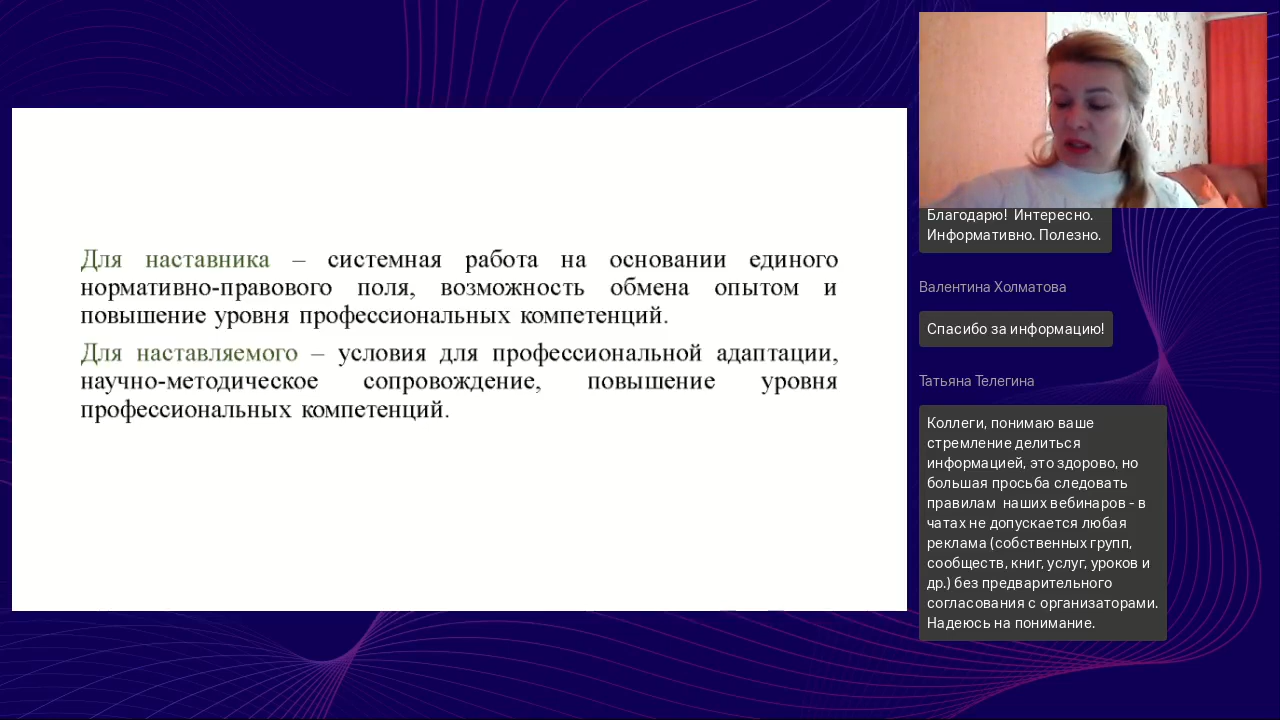 Для наставника – системная работа на основании единого
нормативно-правового поля, возможность обмена опытом и
повышение уровня профессиональных компетенций.
Для наставляемого – условия для профессиональной адаптации,
научно-методическое сопровождение, повышение уровня
профессиональных компетенций.
Благодарю! Интересно.
Информативно. Полезно.
Валентина Холматова
Спасибо за информацию!
Татьяна Телегина
Коллеги, понимаю ваше
стремление делиться
информацией, это здорово, но
большая просьба следовать
правилам наших вебинаров - в
чатах не допускается любая
реклама (собственных групп,
сообществ, книг, услуг, уроков и
др.) без предварительного
согласования с организаторами.
Надеюсь на понимание.